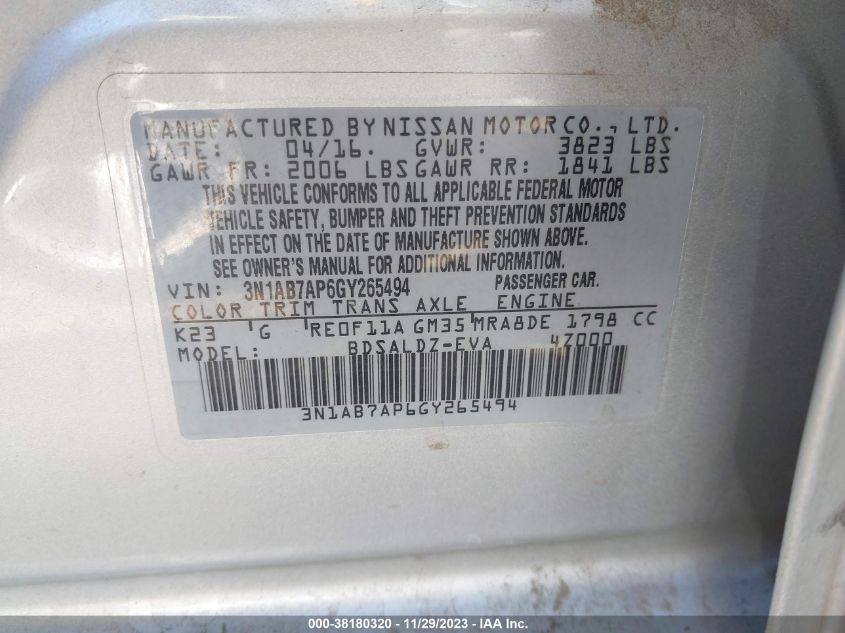 MANUFACTURED BY NISSAN MOTOR CO., LTD.
DATE: 04/16. GVWR: 3823 LBS
GAWR FR: 2006 LBS GAWR RR: 1841 LBS
THIS VEHICLE CONFORMS TO ALL APPLICABLE FEDERAL MOTOR
VEHICLE SAFETY, BUMPER AND THEFT PREVENTION STANDARDS
IN EFFECT ON THE DATE OF MANUFACTURE SHOWN ABOVE.
SEE OWNER'S MANUAL FOR ADDITIONAL INFORMATION.
VIN: 3N1AB7AP6GY265494 PASSENGER CAR.
COLOR TRIM TRANS AXLE ENGINE
K23 'G 'RE0F11A GM35'MRA8DE 1798 CC
MODEL: BDSALDZ-EVA 4Z000
3N1AB7AP6GY265494
000-38180320 - 11/29/2023 - IAA Inc.